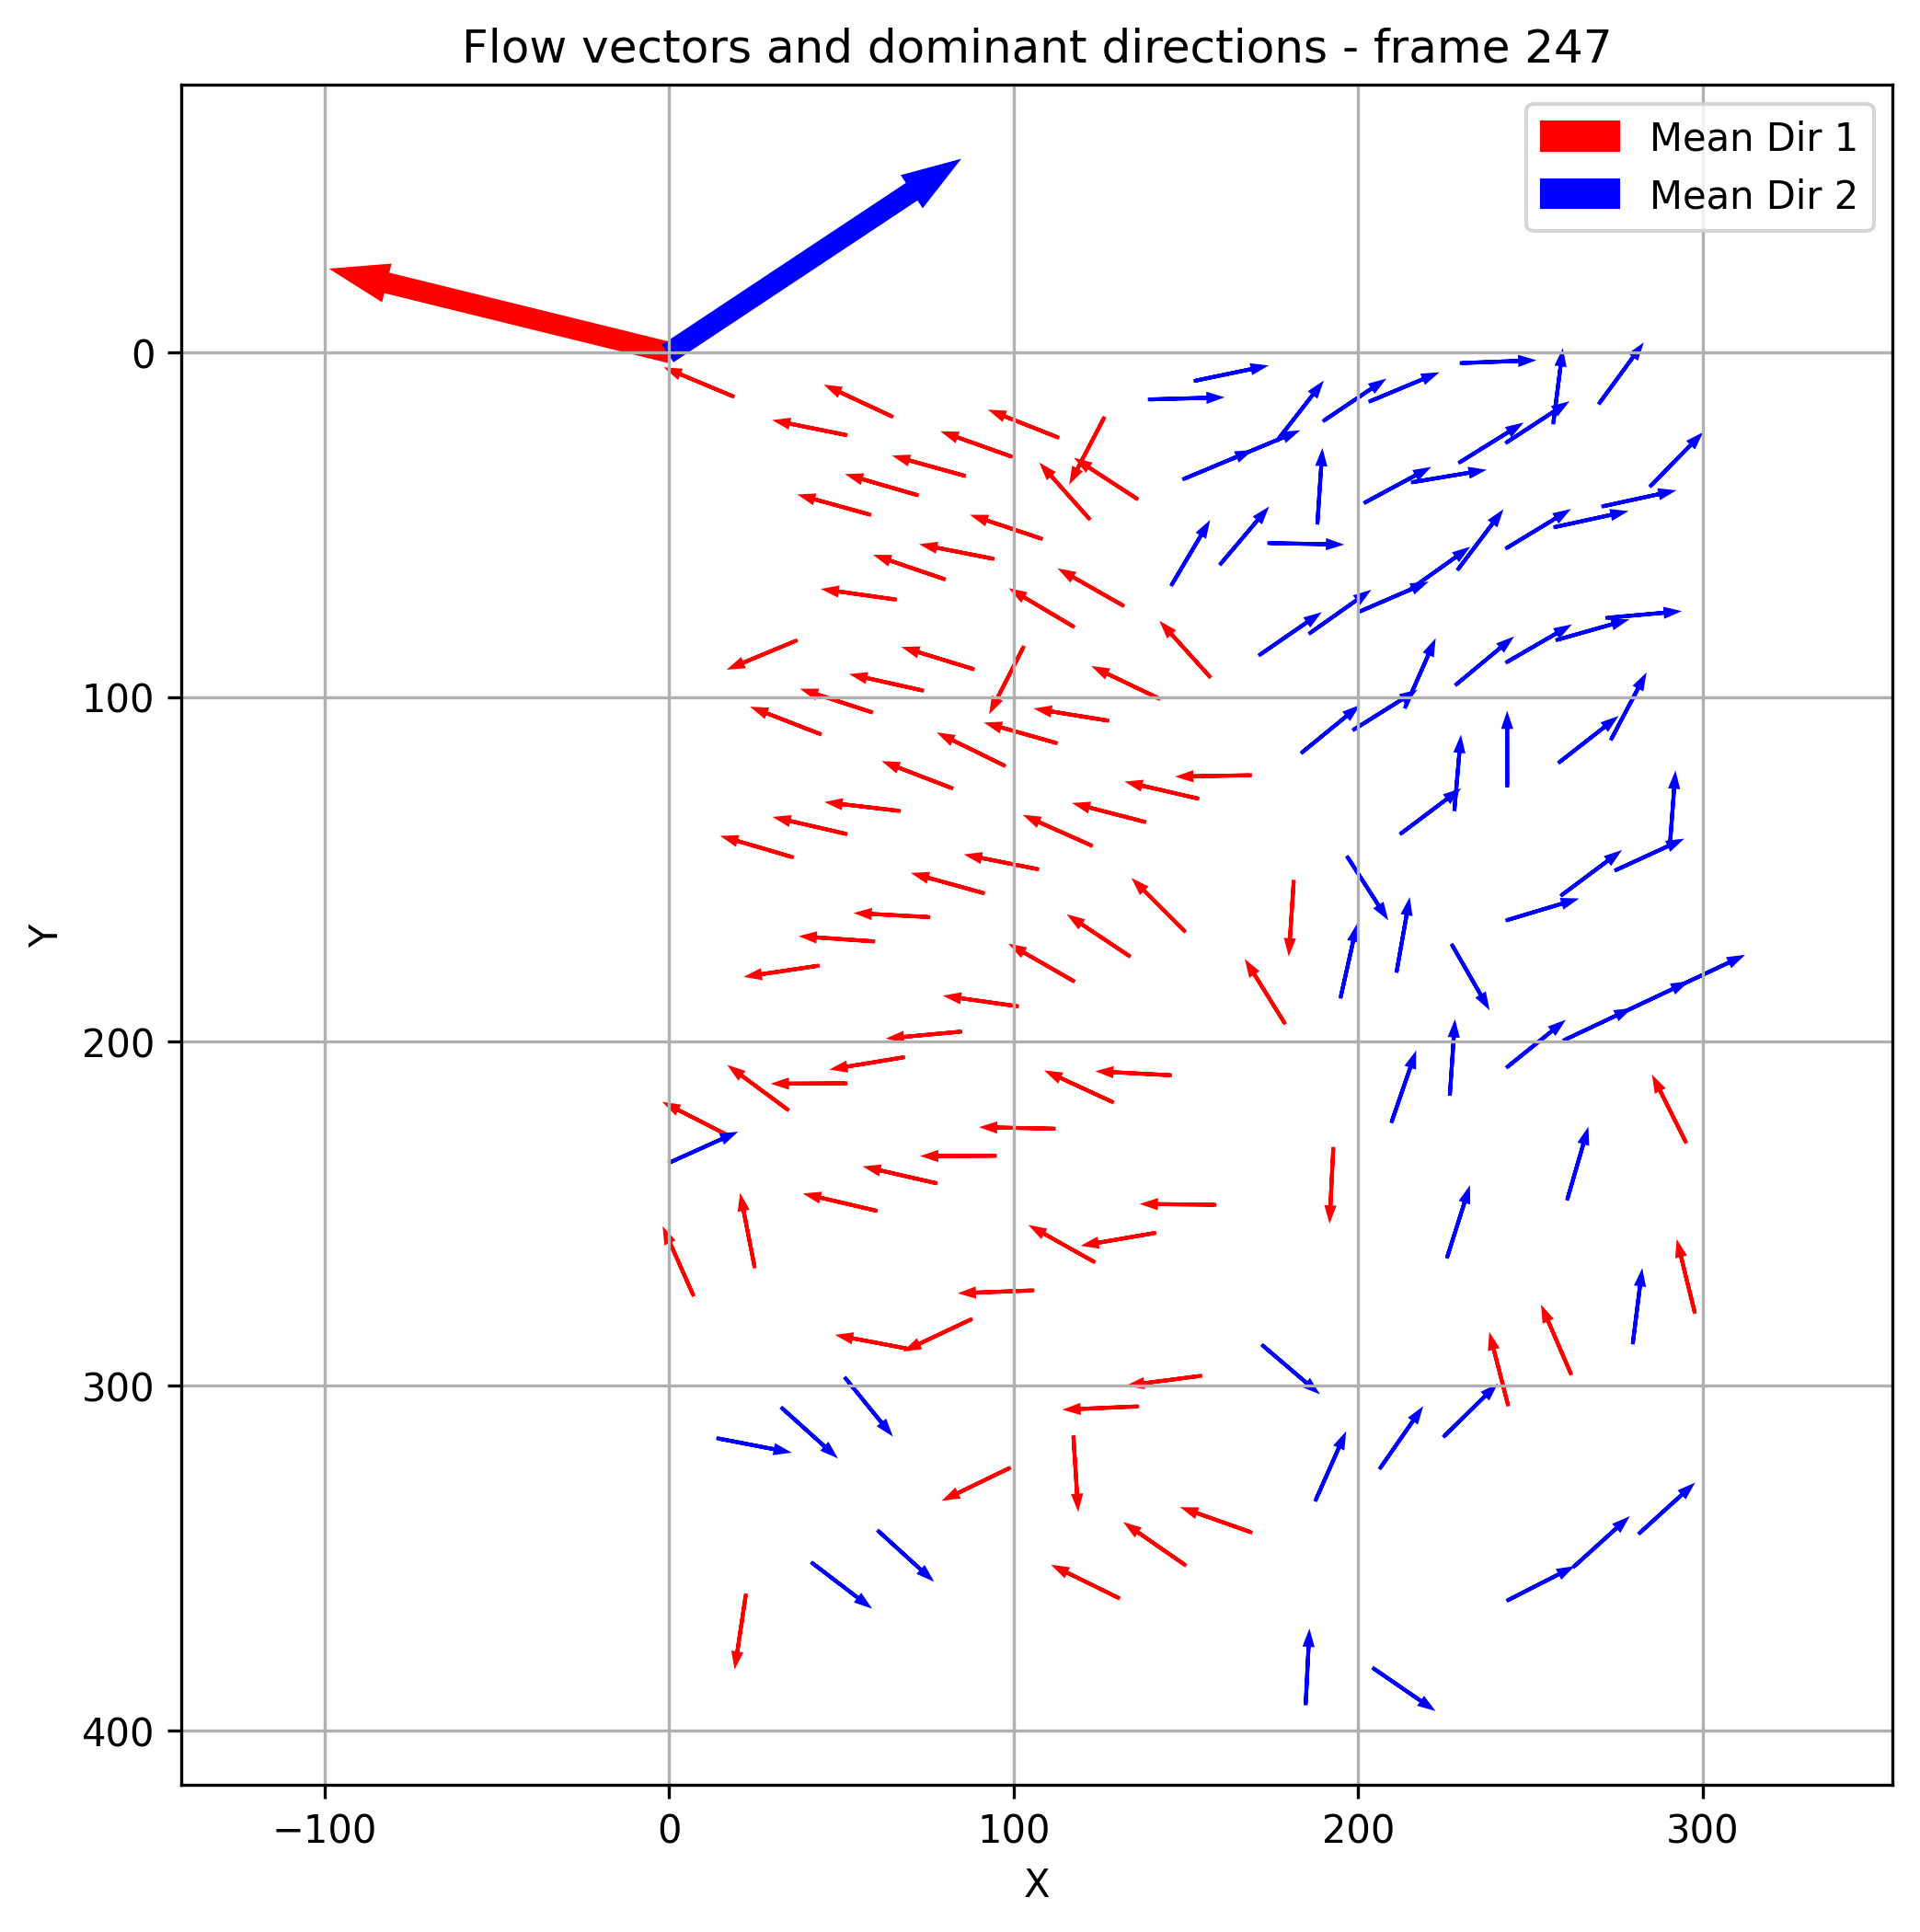 Flow vectors and dominant directions - frame 247
Mean Dir 1
Mean Dir 2
0
100
200
300
400
Y
−100
0
100
200
300
X